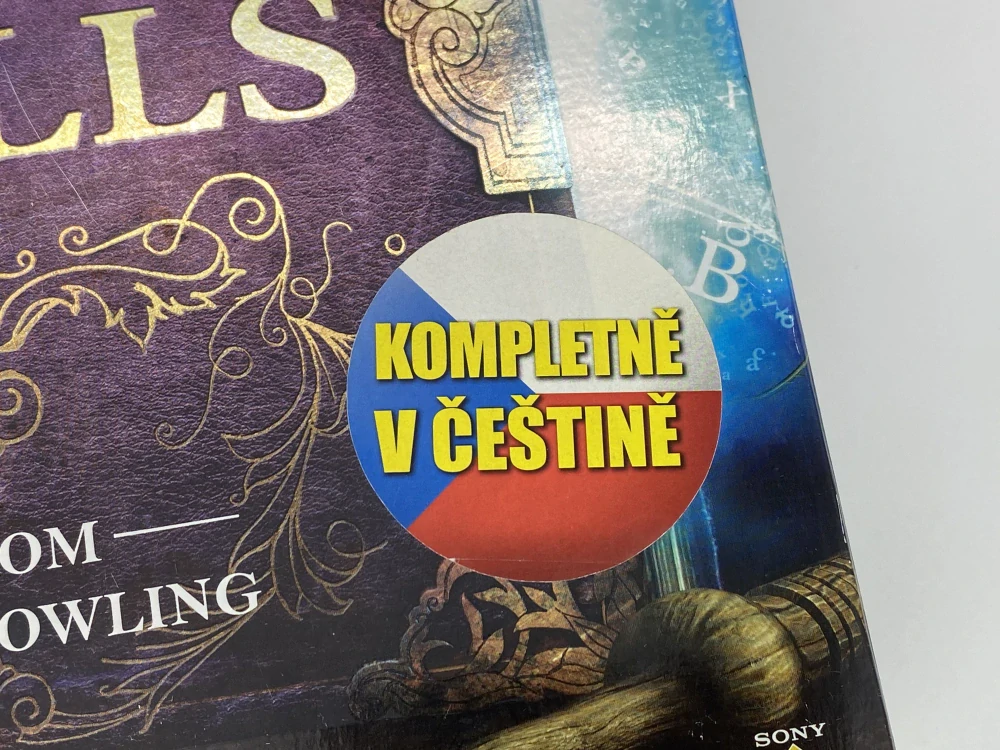 LLS
KOMPLETNĚ
V ČEŠTINĚ
OM
OWLING
B
SONY